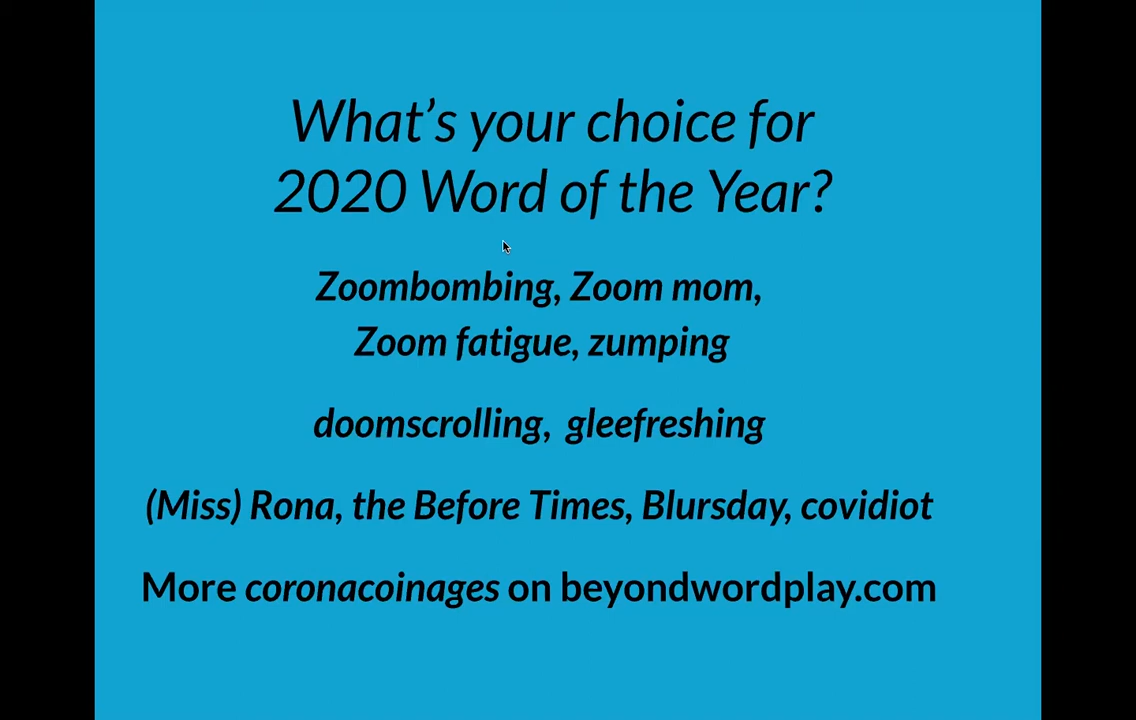 What’s your choice for
2020 Word of the Year?
Zoombombing, Zoom mom,
Zoom fatigue, zumping
doomscrolling, gleefreshing
(Miss) Rona, the Before Times, Blursday, covidiot
More coronacoinages on beyondwordplay.com